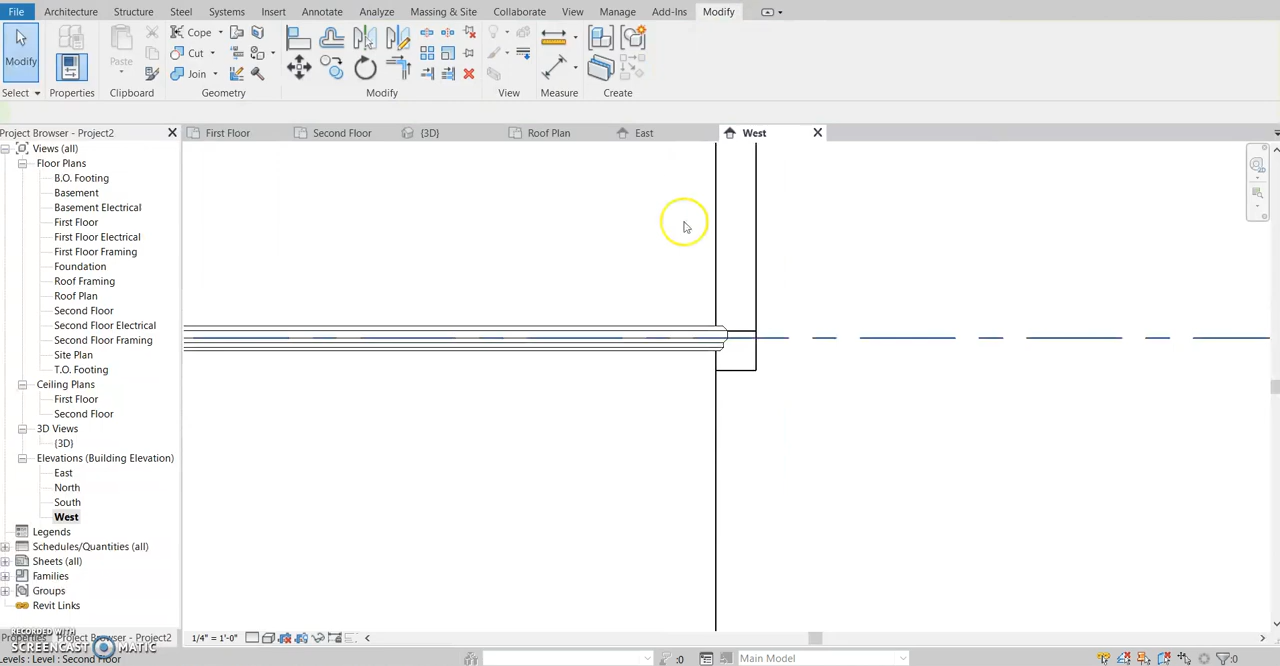 File Architecture Structure Steel Systems Insert Annotate Analyze Massing & Site Collaborate View Manage Add-Ins Modify
Cope
Cut
Modify Paste Join
Select Properties Clipboard Geometry Modify View Measure Create
Project Browser - Project2 First Floor Second Floor {3D} Roof Plan East West
Views (all)
Floor Plans
B.O. Footing
Basement
Basement Electrical
First Floor
First Floor Electrical
First Floor Framing
Foundation
Roof Framing
Roof Plan
Second Floor
Second Floor Electrical
Second Floor Framing
Site Plan
T.O. Footing
Ceiling Plans
First Floor
Second Floor
3D Views
{3D}
Elevations (Building Elevation)
East
North
South
West
Legends
Schedules/Quantities (all)
Sheets (all)
Families
Groups
Revit Links
RECORDED WITH
Properties Project Browser - Project2 1/4" = 1'-0"
SCREENCAST MATIC
Levels : Level : Second Floor :0 Main Model :0